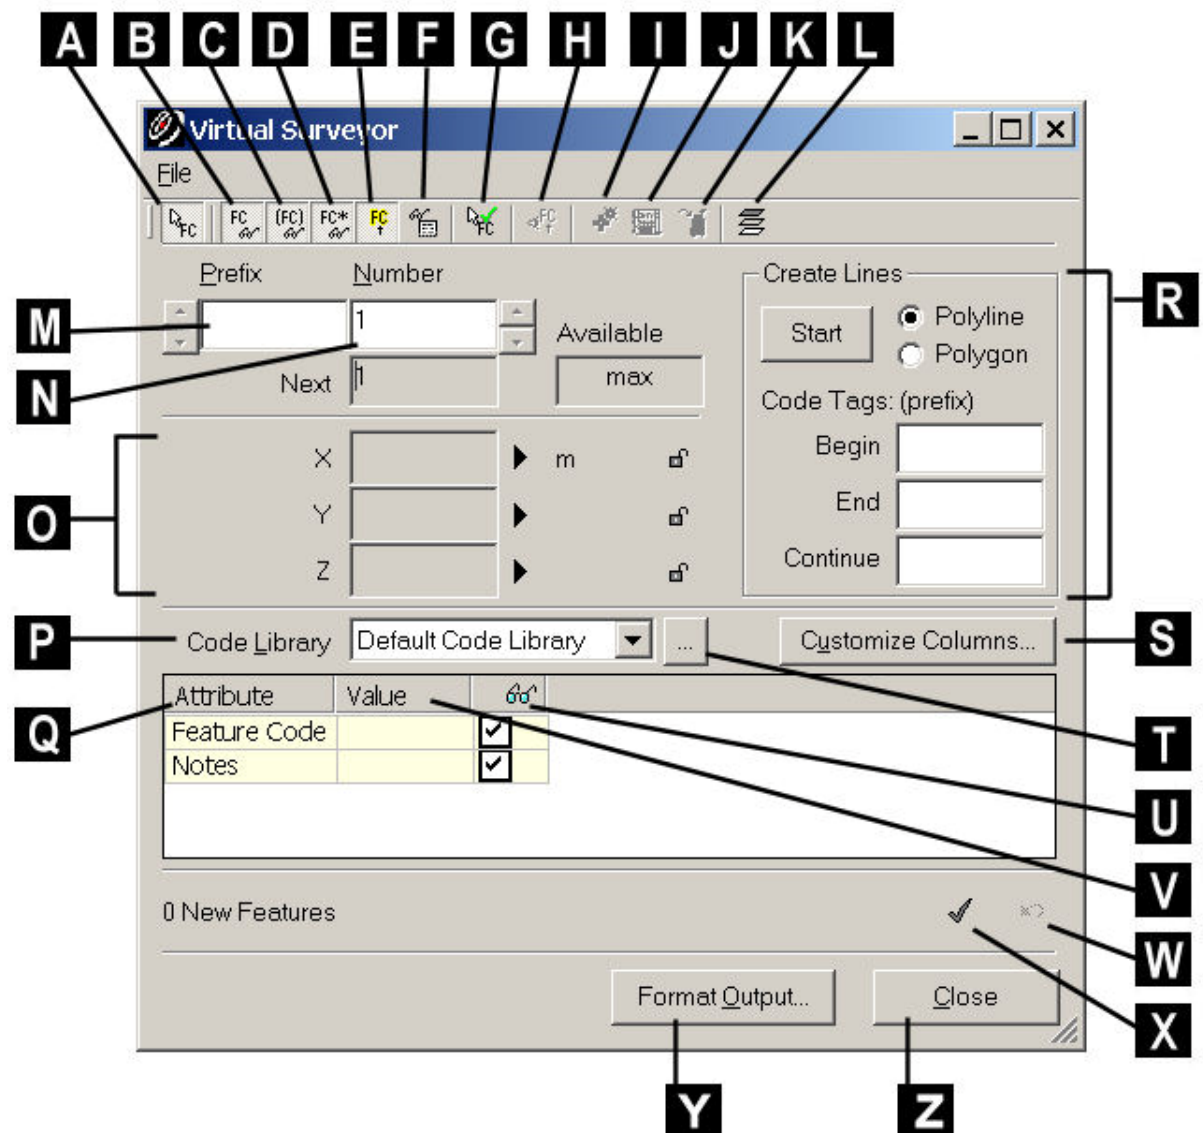 A B C D E F G H I J K L
Virtual Surveyor
File
FC FC (FC) FC* FC FC FC
Prefix Number
Create Lines
R
M
1
Start
Polyline
Available
Polygon
N
Next 1
max
Code Tags: (prefix)
X m
Begin
O
Y
End
Z
Continue
P
Code Library Default Code Library ... Customize Columns...
S
Attribute Value
Q
Feature Code
T
Notes
U
V
0 New Features
W
Format Output... Close
X
Y Z